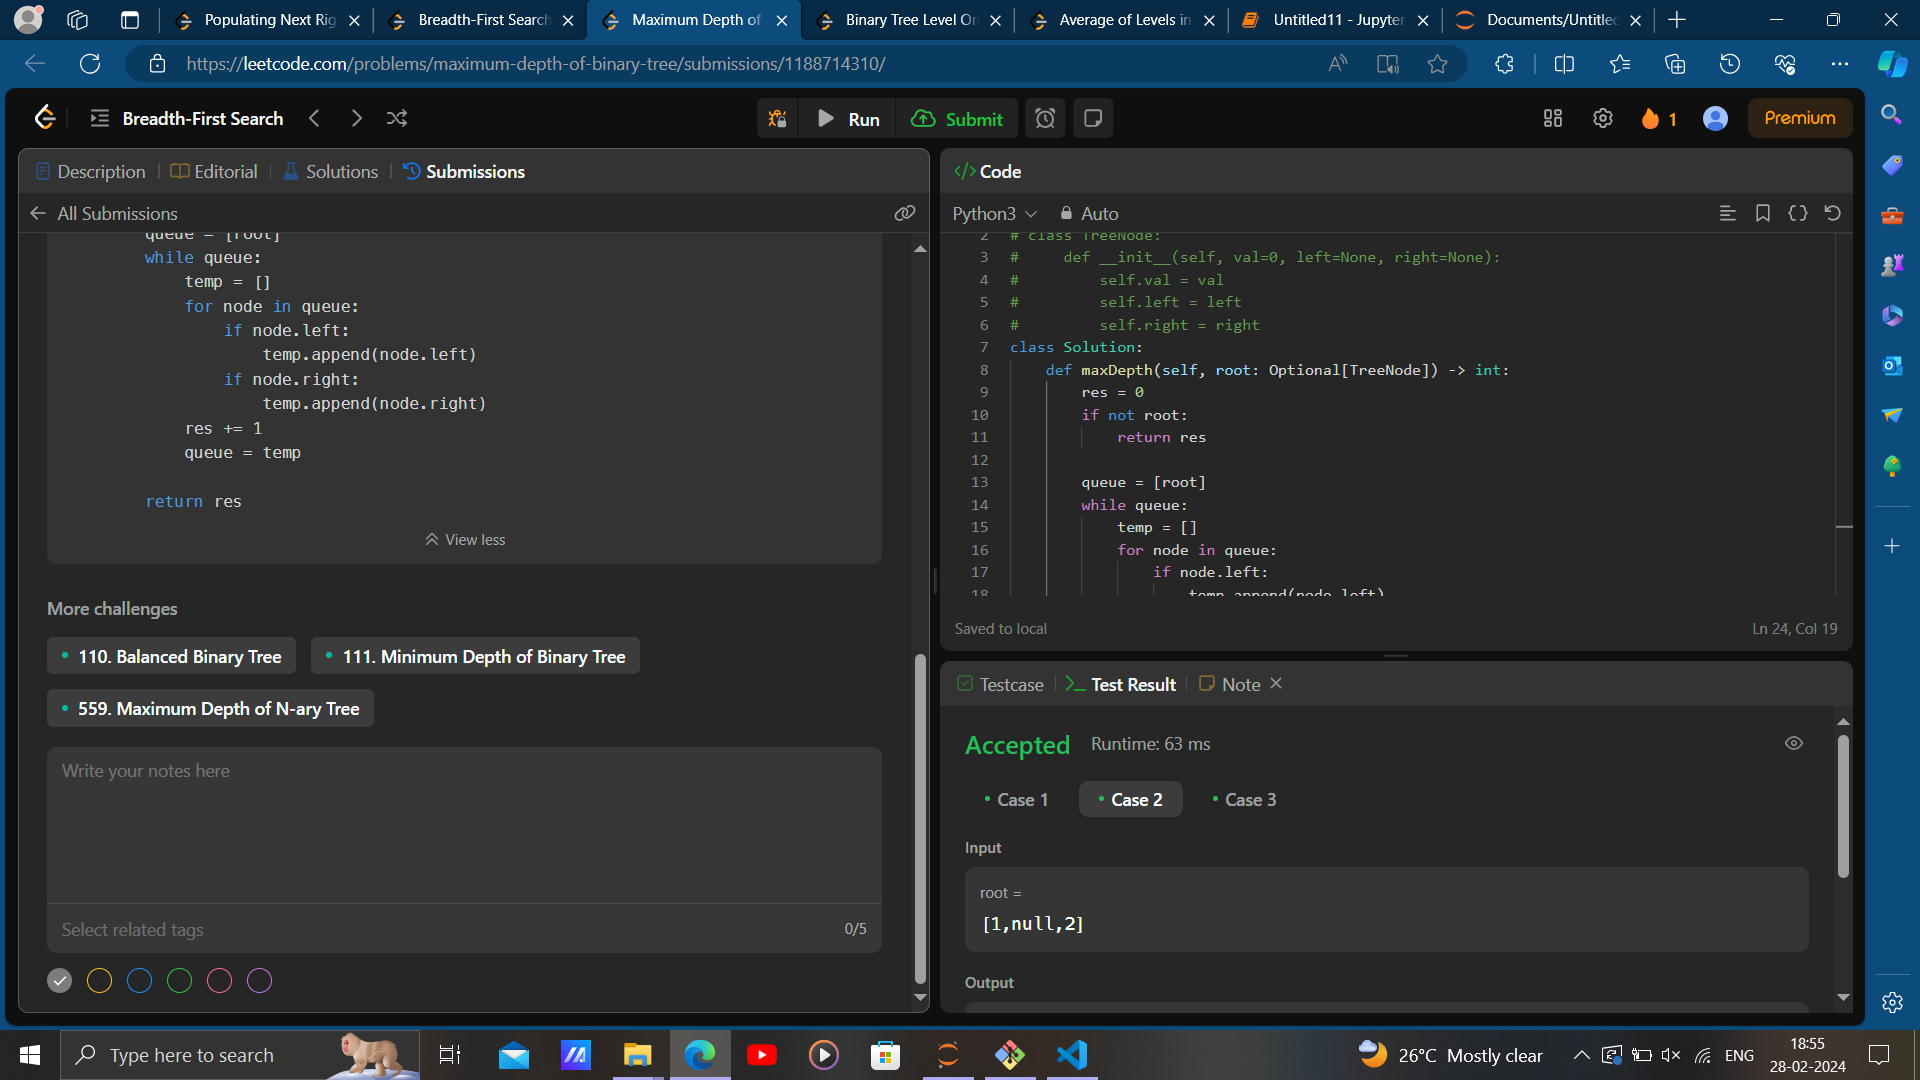 Populating Next Rig
Breadth-First Search
Maximum Depth of
Binary Tree Level Or
Average of Levels in
Untitled11 - Jupyter
Documents/Untitled
https://leetcode.com/problems/maximum-depth-of-binary-tree/submissions/1188714310/
Breadth-First Search
Run
Submit
1
Premium
Description
Editorial
Solutions
Submissions
All Submissions
queue = [root]
while queue:
temp = []
for node in queue:
if node.left:
temp.append(node.left)
if node.right:
temp.append(node.right)
res += 1
queue = temp
return res
View less
More challenges
110. Balanced Binary Tree
111. Minimum Depth of Binary Tree
559. Maximum Depth of N-ary Tree
Write your notes here
Select related tags
0/5
Code
Python3
Auto
2 # class TreeNode:
3 # def __init__(self, val=0, left=None, right=None):
4 # self.val = val
5 # self.left = left
6 # self.right = right
7 class Solution:
8 def maxDepth(self, root: Optional[TreeNode]) -> int:
9 res = 0
10 if not root:
11 return res
12
13 queue = [root]
14 while queue:
15 temp = []
16 for node in queue:
17 if node.left:
18 temp.append(node.left)
Saved to local
Ln 24, Col 19
Testcase
Test Result
Note
Accepted
Runtime: 63 ms
Case 1
Case 2
Case 3
Input
root =
[1,null,2]
Output
Type here to search
26°C Mostly clear
ENG
18:55
28-02-2024